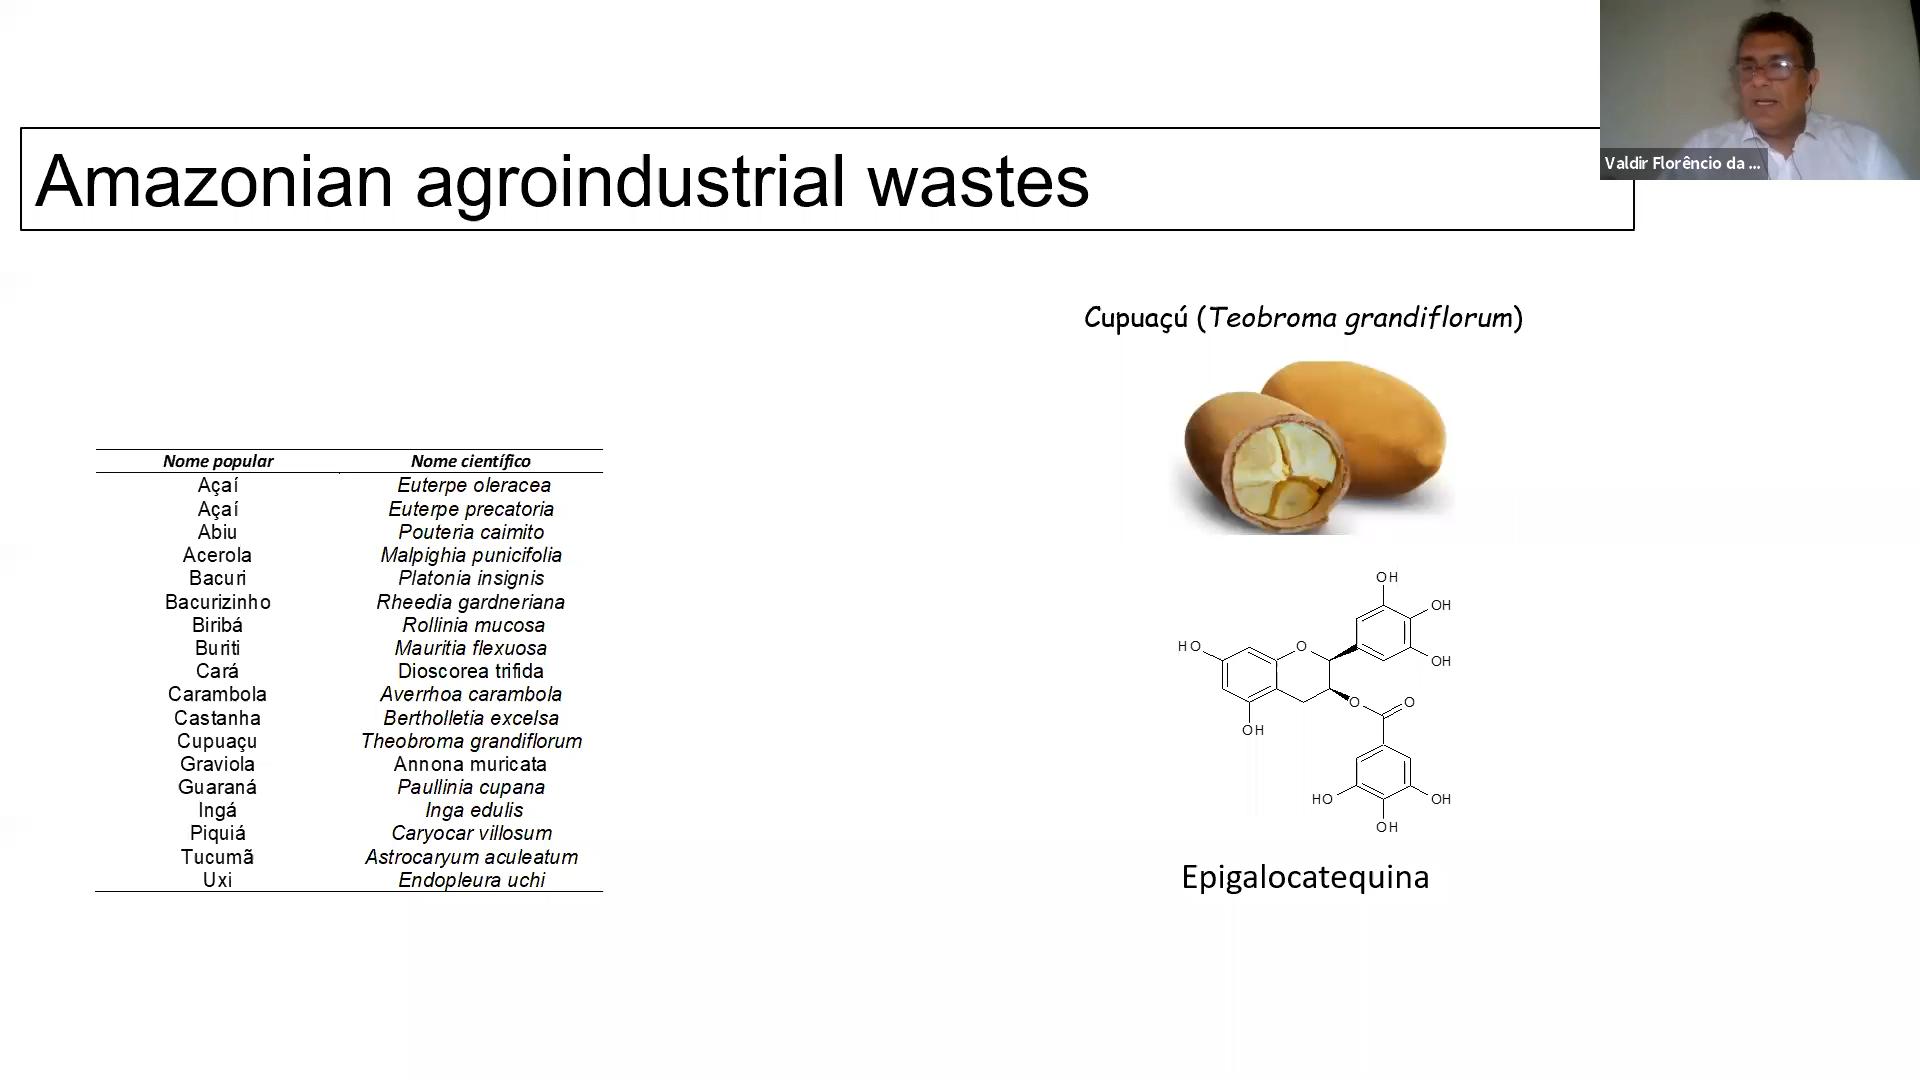 Amazonian agroindustrial wastes
Valdir Florêncio da ...
Cupuaçú (Teobroma grandiflorum)
Nome popular Nome científico
Açaí Euterpe oleracea
Açaí Euterpe precatoria
Abiu Pouteria caimito
Acerola Malpighia punicifolia
Bacuri Platonia insignis
Bacurizinho Rheedia gardneriana
Biribá Rollinia mucosa
Buriti Mauritia flexuosa
Cará Dioscorea trifida
Carambola Averrhoa carambola
Castanha Bertholletia excelsa
Cupuaçu Theobroma grandiflorum
Graviola Annona muricata
Guaraná Paullinia cupana
Ingá Inga edulis
Piquiá Caryocar villosum
Tucumã Astrocaryum aculeatum
Uxi Endopleura uchi
OH
OH
HO O
OH
O O
OH
HO OH
OH
Epigalocatequina